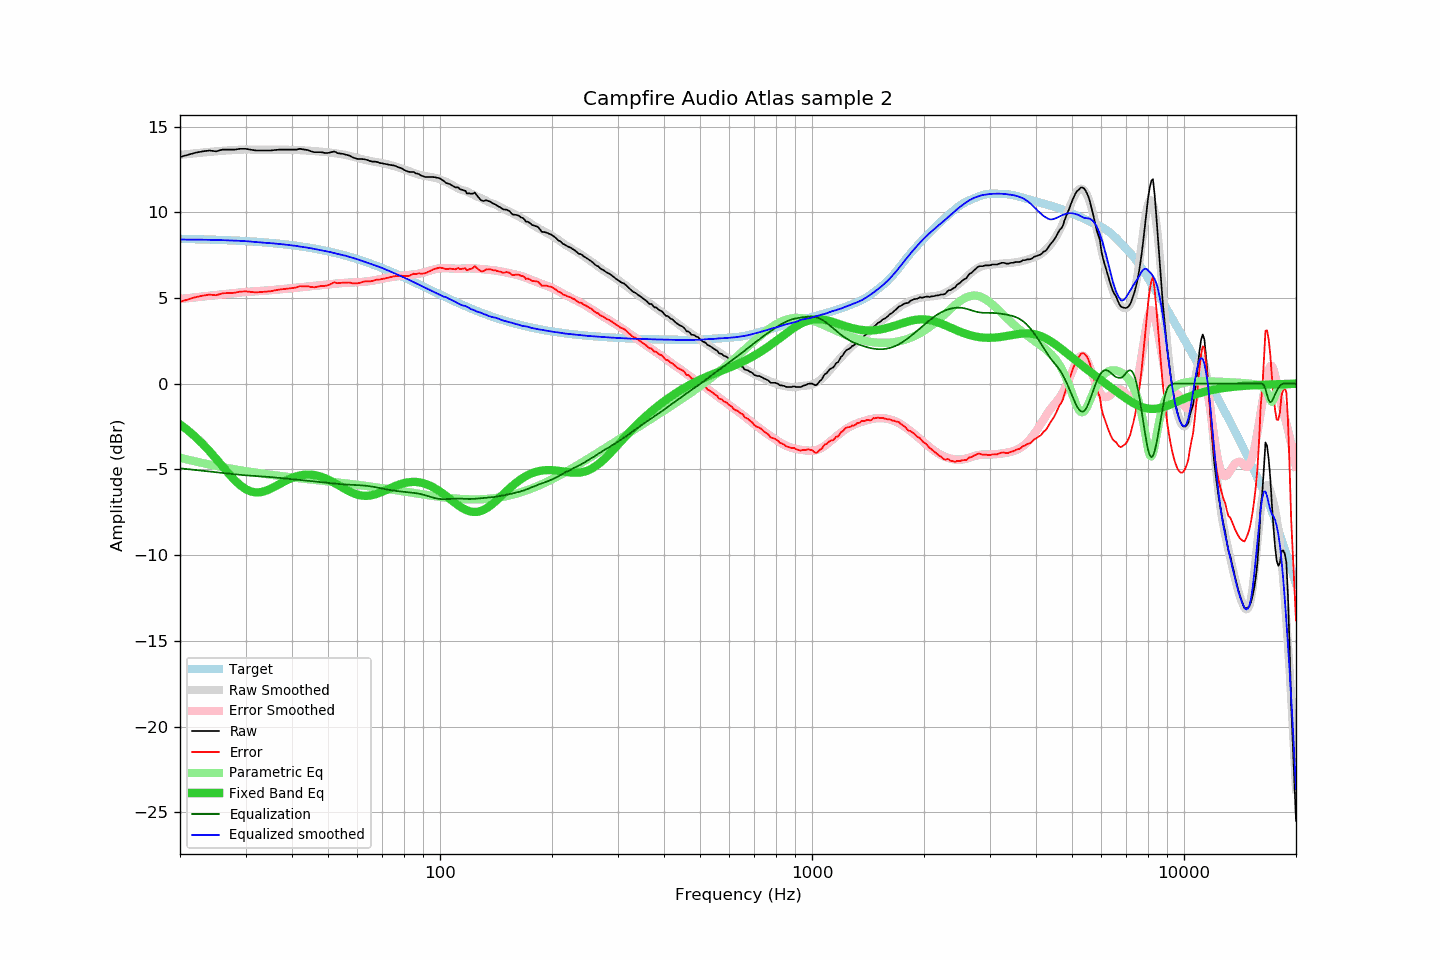 Campfire Audio Atlas sample 2
15
10
5
0
−5
−10
−15
−20
−25
Amplitude (dBr)
Target
Raw Smoothed
Error Smoothed
Raw
Error
Parametric Eq
Fixed Band Eq
Equalization
Equalized smoothed
100
1000
10000
Frequency (Hz)